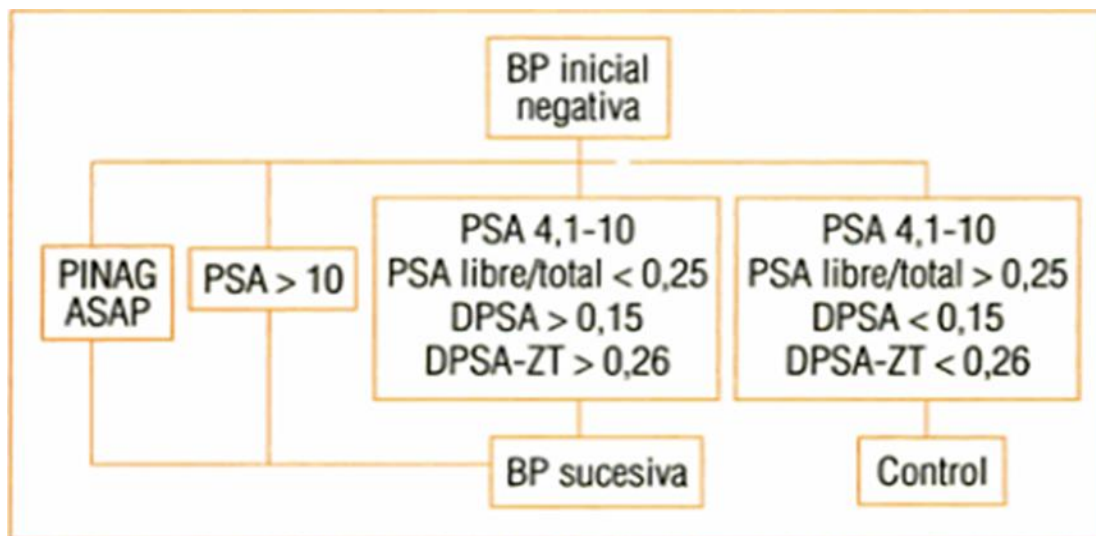 BP inicial
negativa
PINAG
ASAP
PSA > 10
PSA 4,1-10
PSA libre/total < 0,25
DPSA > 0,15
DPSA-ZT > 0,26
PSA 4,1-10
PSA libre/total > 0,25
DPSA < 0,15
DPSA-ZT < 0,26
BP sucesiva
Control